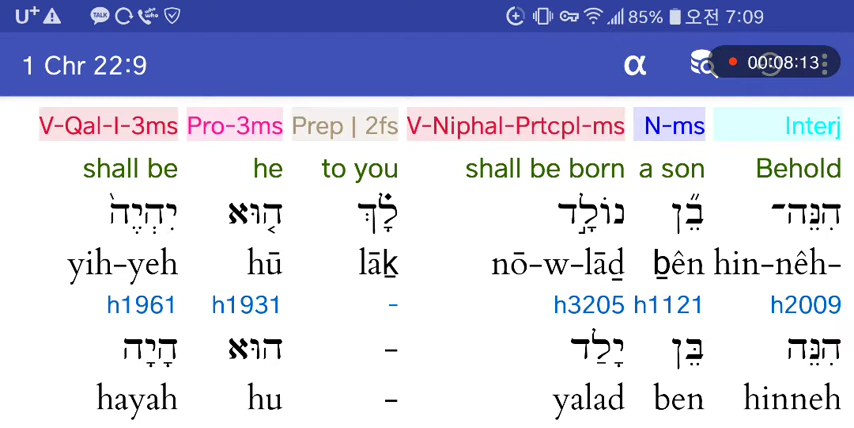 U+ TALK who 85% 오전 7:09
1 Chr 22:9 α 00:08:13
V-Qal-I-3ms Pro-3ms Prep | 2fs V-Niphal-Prtcpl-ms N-ms Interj
shall be he to you shall be born a son Behold
הִנֵּה־ בֵ֞ן נוֹלָ֣ד לָ֗ךְ ה֤וּא יִהְיֶה֙
yih-yeh hū lāḵ nō-w-lāḏ ḇên hin-nêh-
h1961 h1931 - h3205 h1121 h2009
הִנֵּה בֵּן יָלַד – הוּא הָיָה
hayah hu – yalad ben hinneh